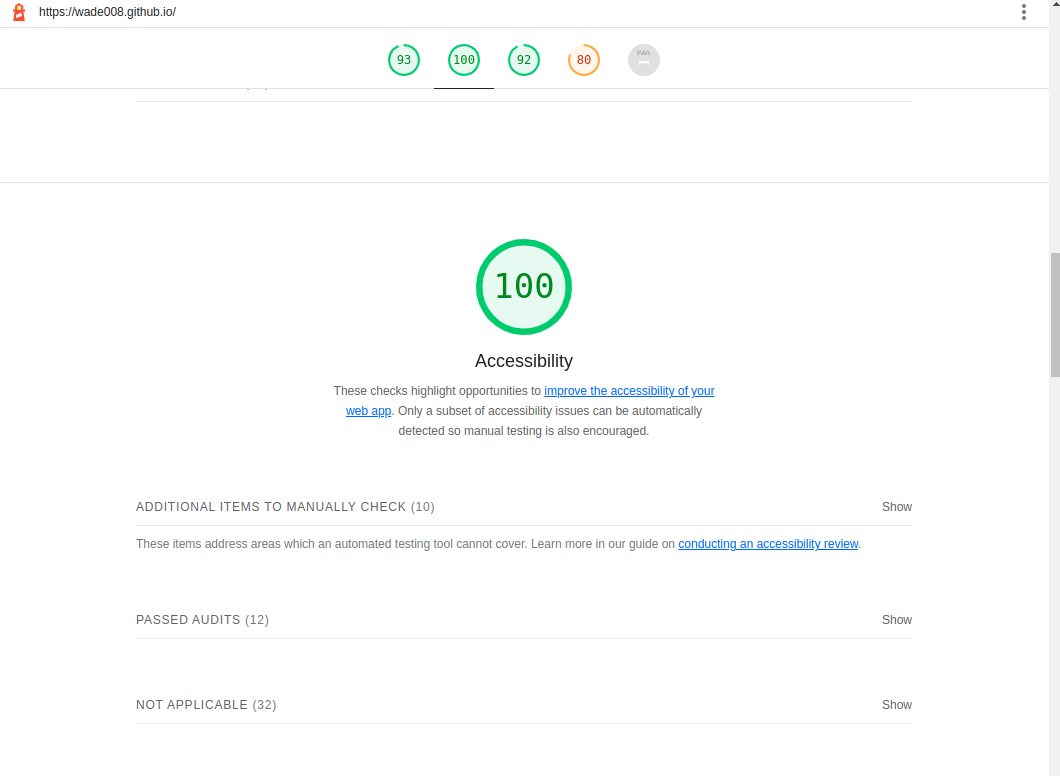 https://wade008.github.io/
93 100 92 80 PWA
100
Accessibility
These checks highlight opportunities to improve the accessibility of your
web app. Only a subset of accessibility issues can be automatically
detected so manual testing is also encouraged.
ADDITIONAL ITEMS TO MANUALLY CHECK (10) Show
These items address areas which an automated testing tool cannot cover. Learn more in our guide on conducting an accessibility review.
PASSED AUDITS (12) Show
NOT APPLICABLE (32) Show